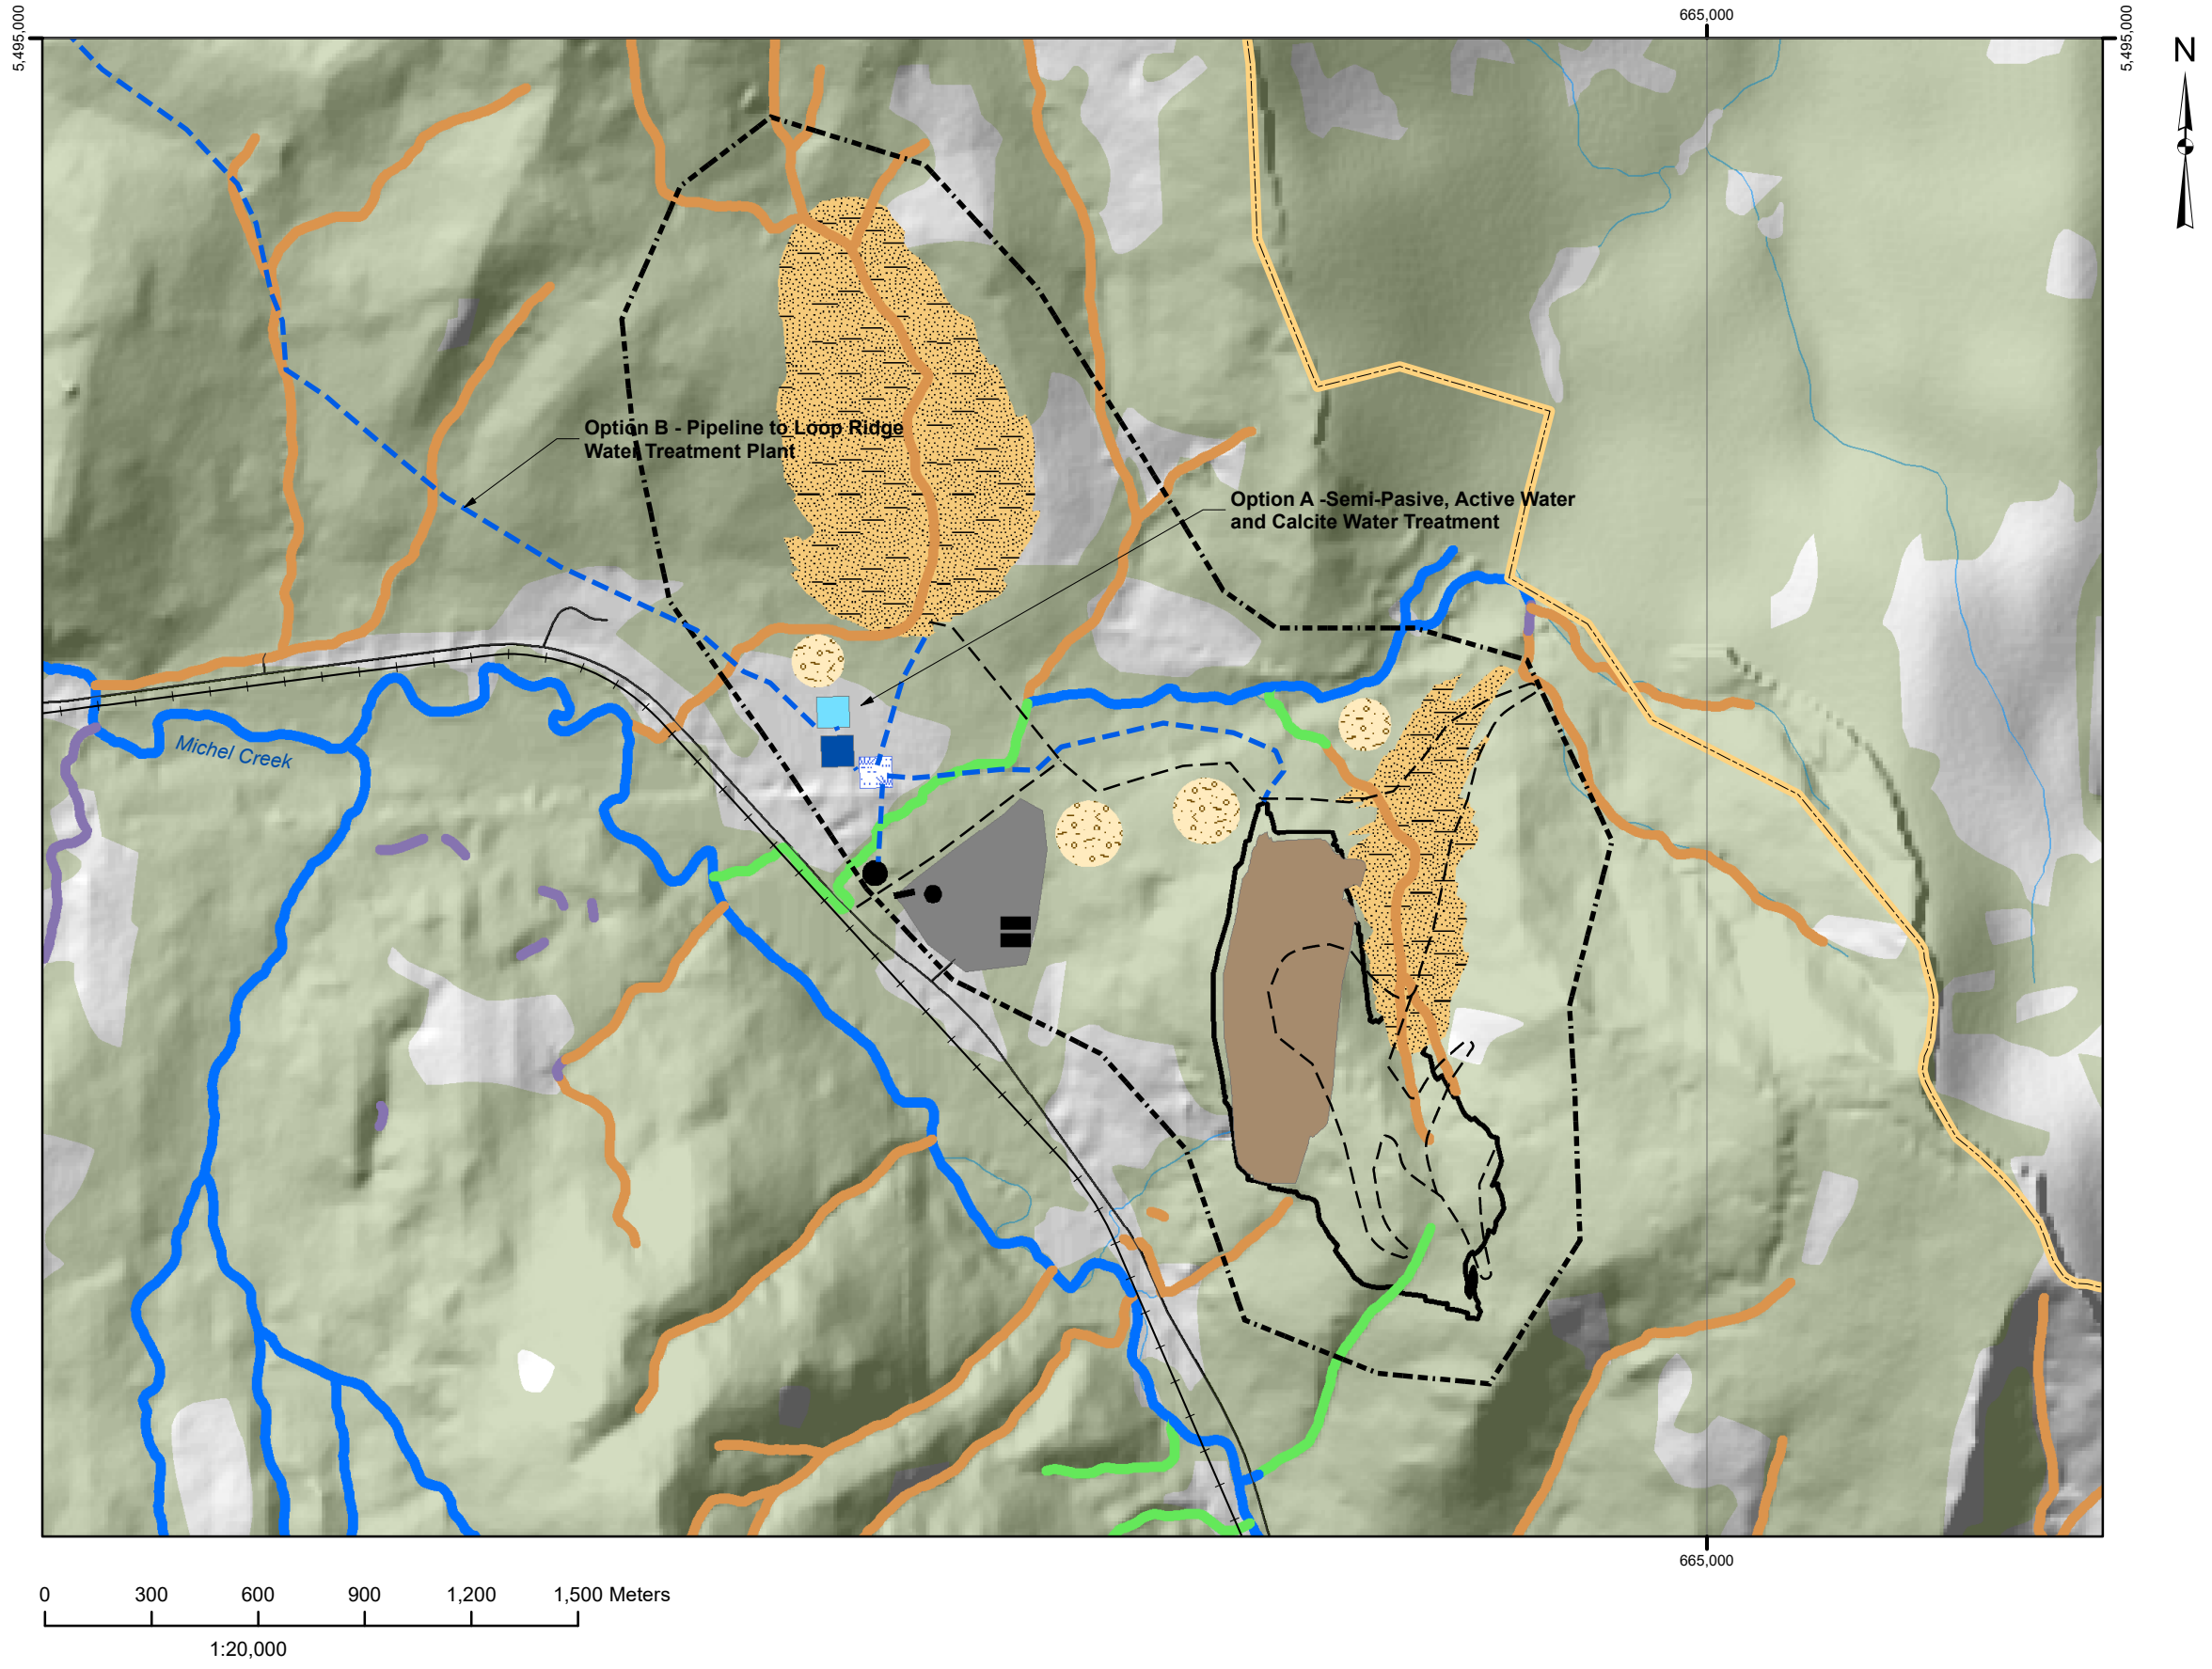 665,000
5,495,000
5,495,000
N
Option B - Pipeline to Loop Ridge
Water Treatment Plant
Option A -Semi-Pasive, Active Water
and Calcite Water Treatment
Michel Creek
665,000
0 300 600 900 1,200 1,500 Meters
1:20,000